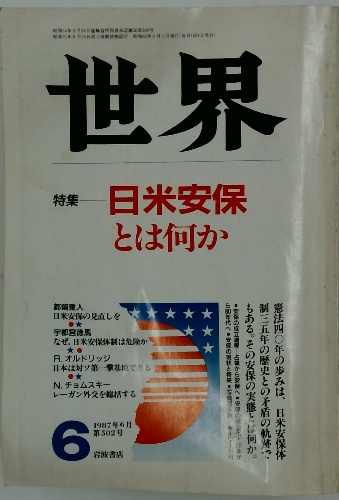 世界
特集
日米安保
とは何か
都留重人
日米安保の見直しを
宇都宮徳馬
なぜ、日米安保体制は危険か
R.オルドリッジ
日本は対ソ第一撃基地である
N.チョムスキー
レーガン外交を総括する
憲法四〇年の歩みは、日米安保体
制三五年の歴史との矛盾の軌跡で
もある。その安保の実態とは何か。
6
1987年6月
第502号
岩波書店